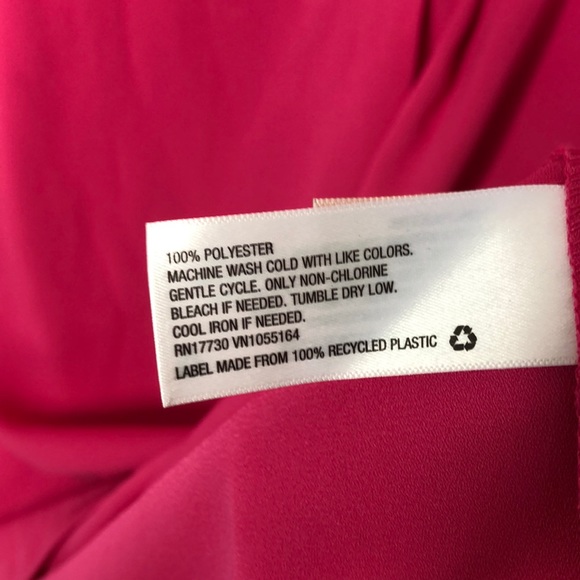 100% POLYESTER
MACHINE WASH COLD WITH LIKE COLORS.
GENTLE CYCLE. ONLY NON-CHLORINE
BLEACH IF NEEDED. TUMBLE DRY LOW.
COOL IRON IF NEEDED.
RN17730 VN1055164
LABEL MADE FROM 100% RECYCLED PLASTIC